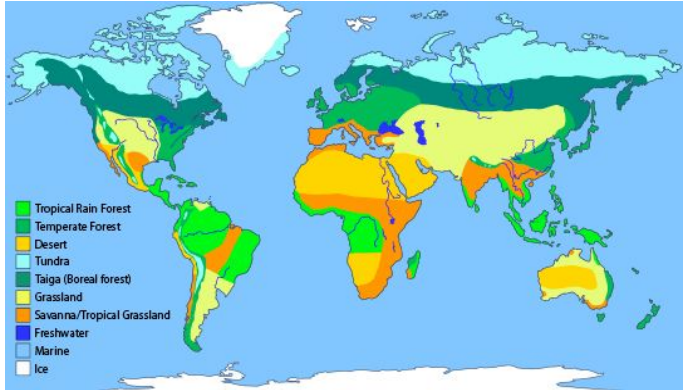 Tropical Rain Forest
Temperate Forest
Desert
Tundra
Taiga (Boreal forest)
Grassland
Savanna/Tropical Grassland
Freshwater
Marine
Ice